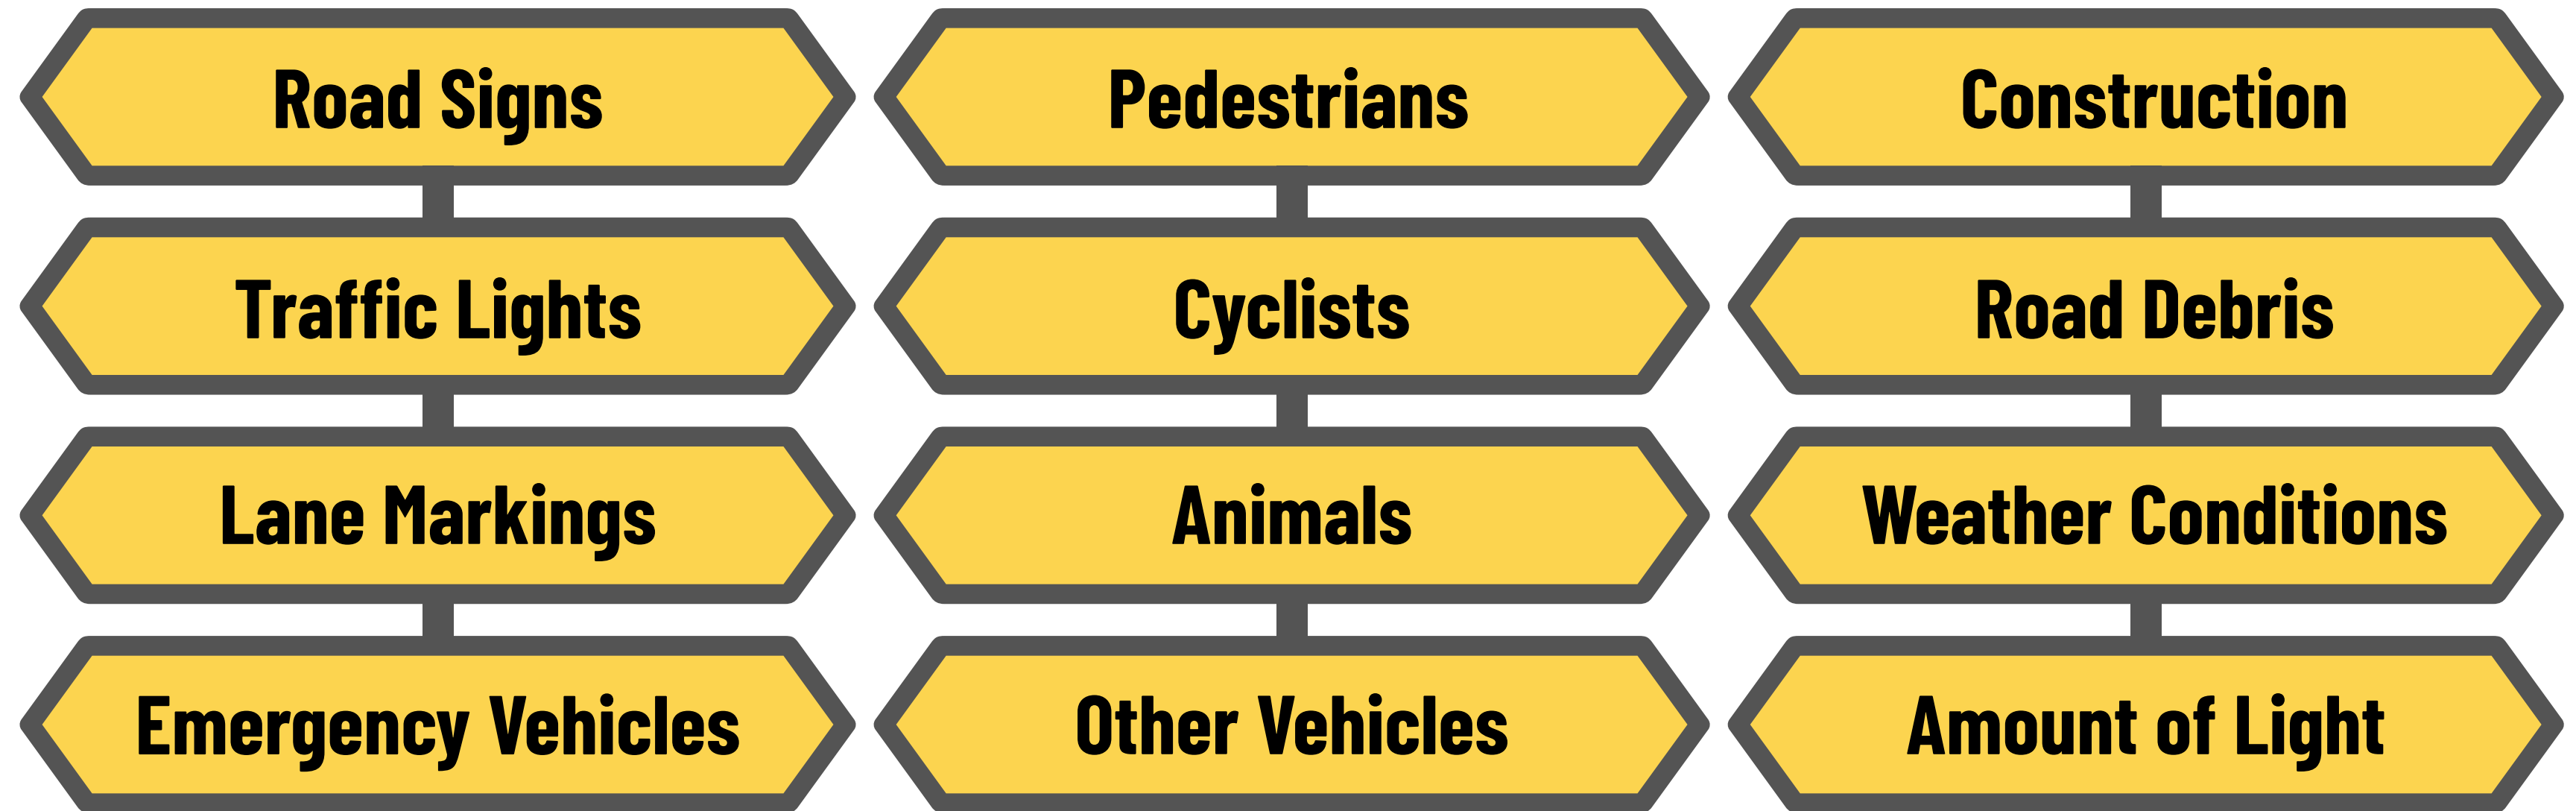 Road Signs
Traffic Lights
Lane Markings
Emergency Vehicles
Pedestrians
Cyclists
Animals
Other Vehicles
Construction
Road Debris
Weather Conditions
Amount of Light